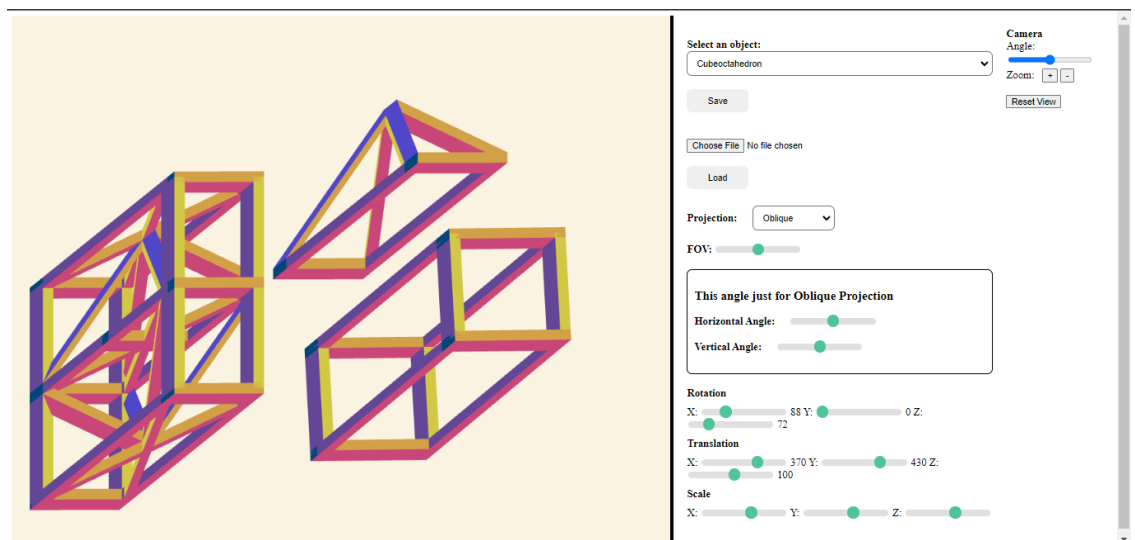 Select an object:
Cubeoctahedron
Save
Choose File No file chosen
Load
Projection: Oblique
FOV:
This angle just for Oblique Projection
Horizontal Angle:
Vertical Angle:
Rotation
X: 88 Y: 0 Z:
72
Translation
X: 370 Y: 430 Z:
100
Scale
X: Y: Z:
Camera
Angle:
Zoom: + -
Reset View